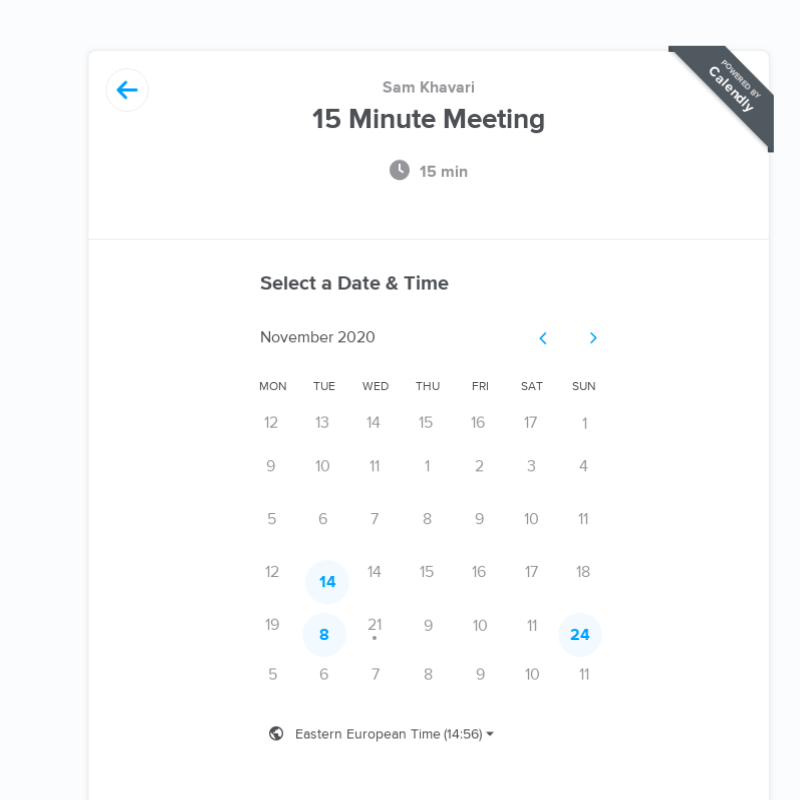 Sam Khavari
15 Minute Meeting
15 min
POWERED BY
Calendly
Select a Date & Time
November 2020
MON TUE WED THU FRI SAT SUN
12 13 14 15 16 17 1
9 10 11 1 2 3 4
5 6 7 8 9 10 11
12 14 14 15 16 17 18
19 8 21 9 10 11 24
5 6 7 8 9 10 11
Eastern European Time (14:56)